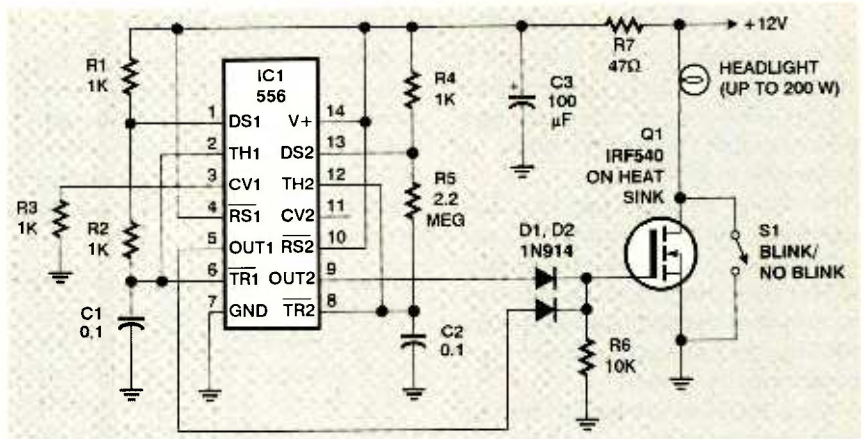 R1
1K
IC1
556
1
DS1
2
TH1
3
CV1
4
RS1
5
OUT1
6
TR1
7
GND
V+
14
DS2
13
TH2
12
CV2
11
RS2
10
OUT2
9
TR2
8
R3
1K
R2
1K
C1
0.1
R4
1K
R5
2.2
MEG
C2
0.1
+
C3
100
µF
R7
47Ω
+12V
HEADLIGHT
(UP TO 200 W)
Q1
IRF540
ON HEAT
SINK
D1, D2
1N914
R6
10K
S1
BLINK/
NO BLINK